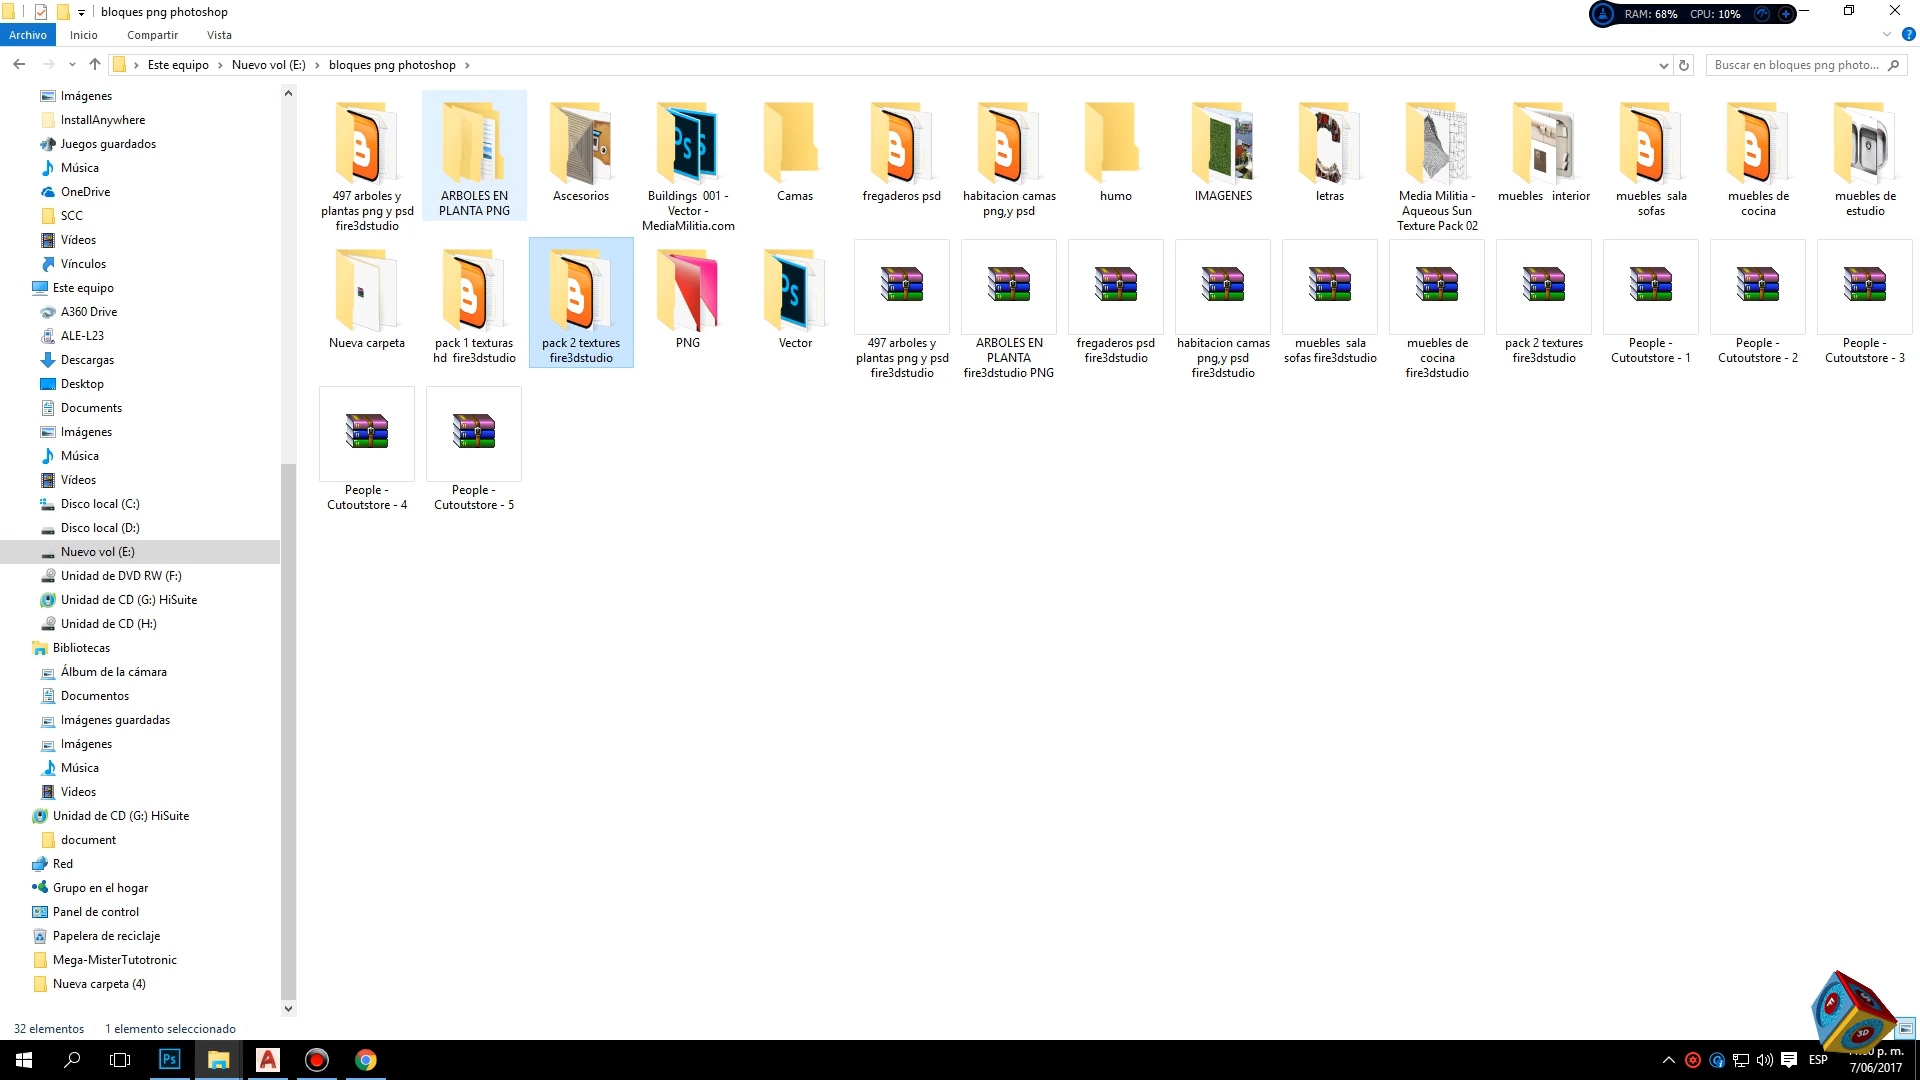 bloques png photoshop
RAM: 68% CPU: 10%
Archivo Inicio Compartir Vista
Este equipo Nuevo vol (E:) bloques png photoshop
Buscar en bloques png photo...
Imágenes
InstallAnywhere
Juegos guardados
Música
OneDrive
SCC
Vídeos
Vínculos
Este equipo
A360 Drive
ALE-L23
Descargas
Desktop
Documents
Imágenes
Música
Vídeos
Disco local (C:)
Disco local (D:)
Nuevo vol (E:)
Unidad de DVD RW (F:)
Unidad de CD (G:) HiSuite
Unidad de CD (H:)
Bibliotecas
Álbum de la cámara
Documentos
Imágenes guardadas
Imágenes
Música
Videos
Unidad de CD (G:) HiSuite
document
Red
Grupo en el hogar
Panel de control
Papelera de reciclaje
Mega-MisterTutotronic
Nueva carpeta (4)
497 arboles y
plantas png y psd
fire3dstudio
ARBOLES EN
PLANTA PNG
Ascesorios
Buildings 001 -
Vector -
MediaMilitia.com
Camas
fregaderos psd
habitacion camas
png,y psd
humo
IMAGENES
letras
Media Militia -
Aqueous Sun
Texture Pack 02
muebles interior
muebles sala
sofas
muebles de
cocina
muebles de
estudio
Nueva carpeta
pack 1 texturas
hd fire3dstudio
pack 2 textures
fire3dstudio
PNG
Vector
497 arboles y
plantas png y psd
fire3dstudio
ARBOLES EN
PLANTA
fire3dstudio PNG
fregaderos psd
fire3dstudio
habitacion camas
png,y psd
fire3dstudio
muebles sala
sofas fire3dstudio
muebles de
cocina
fire3dstudio
pack 2 textures
fire3dstudio
People -
Cutoutstore - 1
People -
Cutoutstore - 2
People -
Cutoutstore - 3
People -
Cutoutstore - 4
People -
Cutoutstore - 5
32 elementos 1 elemento seleccionado
Ps
ESP
p. m.
7/06/2017
3D